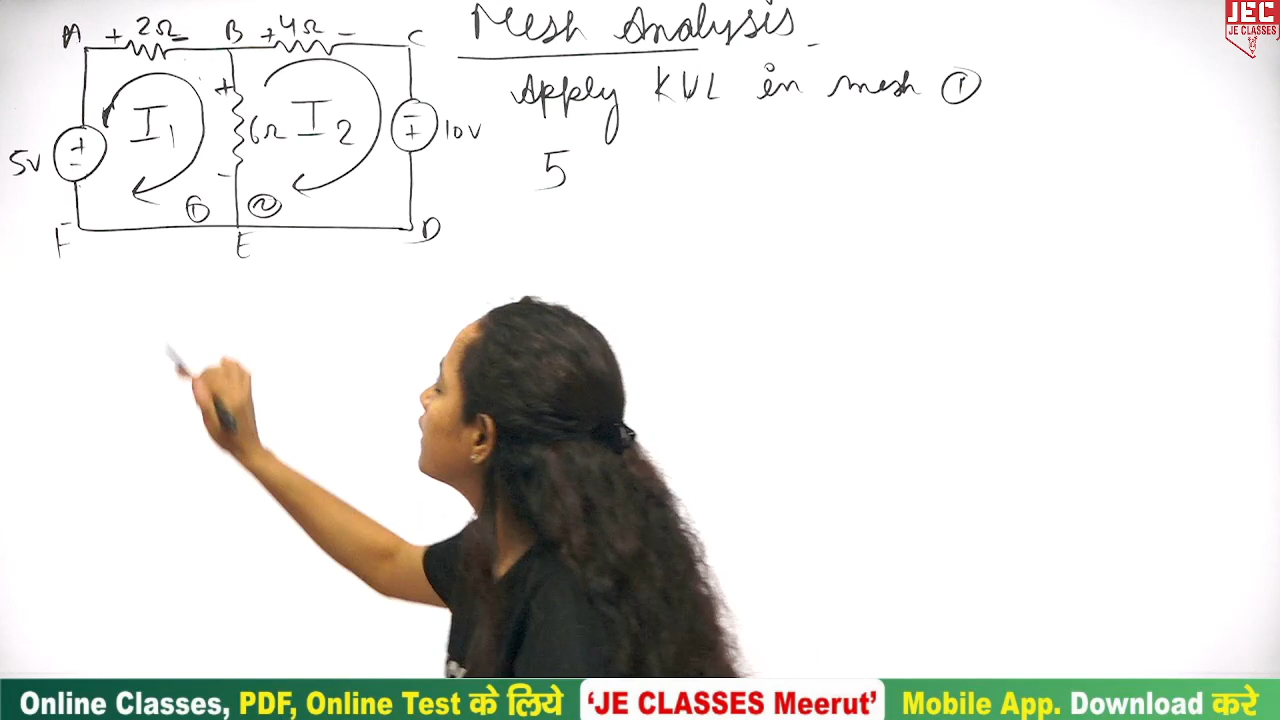 Mesh Analysis
Apply KVL in mesh ①
5
A + 2Ω - B + 4Ω - C
+
I1 6Ω I2
5V + -
- + 10V
-
① ②
F E D
JEC
JE CLASSES
Online Classes, PDF, Online Test के लिये 'JE CLASSES Meerut' Mobile App. Download करे